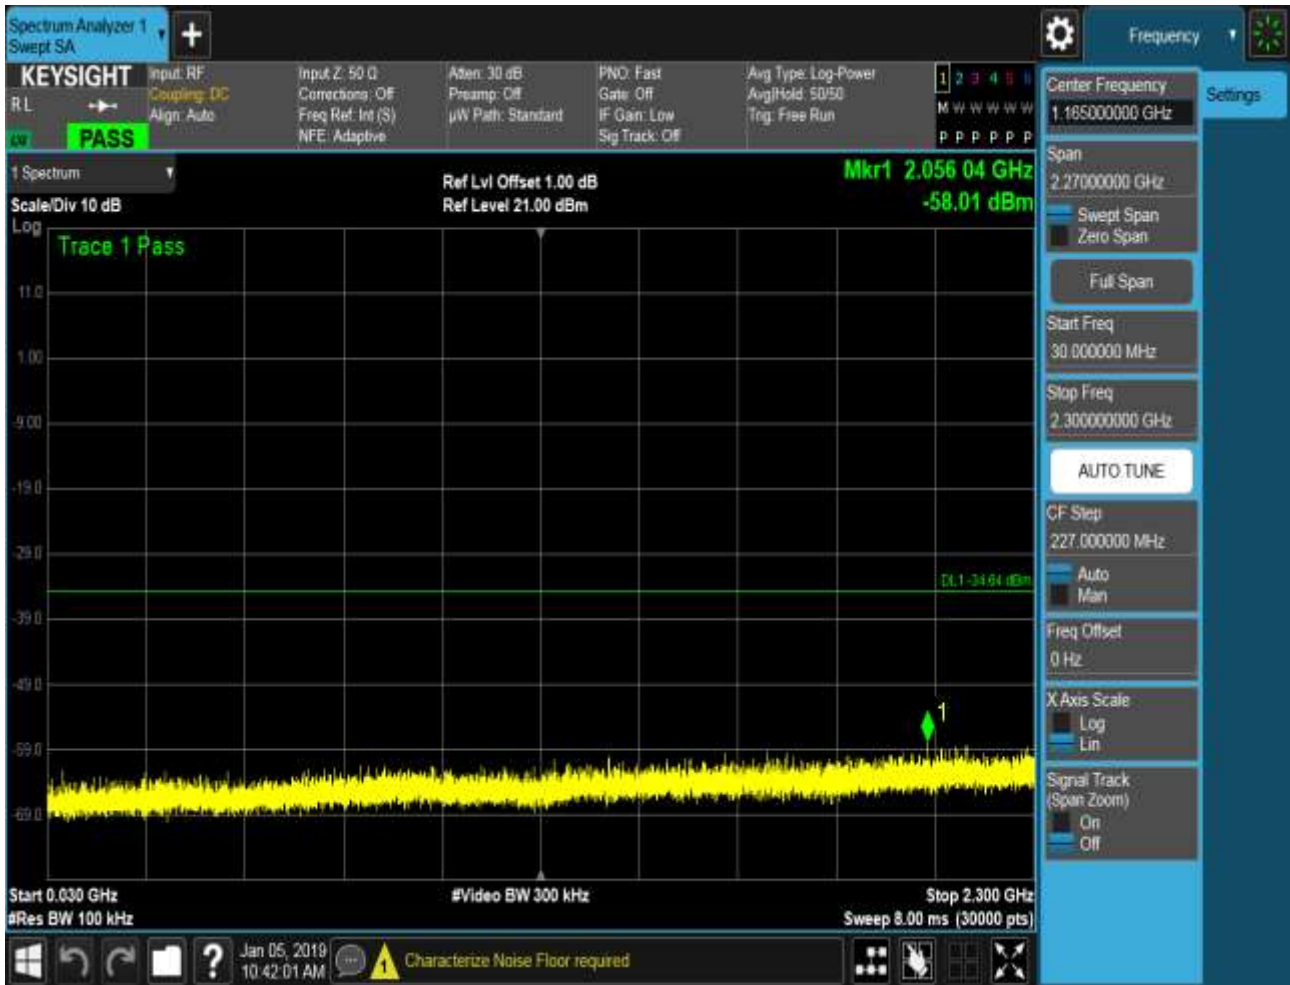 Spectrum Analyzer 1
Swept SA
Frequency
KEYSIGHT
R L
PASS
Input: RF
Coupling: DC
Align: Auto
Input Z: 50 Ω
Corrections: Off
Freq Ref: Int (S)
NFE: Adaptive
Atten: 30 dB
Preamp: Off
µW Path: Standard
PNO: Fast
Gate: Off
IF Gain: Low
Sig Track: Off
Avg Type: Log-Power
Avg|Hold: 50/50
Trig: Free Run
1 2 3 4 5 6
M W W W W W
P P P P P P
1 Spectrum
Scale/Div 10 dB
Log
Ref Lvl Offset 1.00 dB
Ref Level 21.00 dBm
Mkr1 2.056 04 GHz
-58.01 dBm
Trace 1 Pass
11.0
1.00
-9.00
-19.0
-29.0
DL1 -34.64 dBm
-39.0
-49.0
1
-59.0
-69.0
Start 0.030 GHz
#Video BW 300 kHz
Stop 2.300 GHz
#Res BW 100 kHz
Sweep 8.00 ms (30000 pts)
Center Frequency
1.165000000 GHz
Settings
Span
2.27000000 GHz
Swept Span
Zero Span
Full Span
Start Freq
30.000000 MHz
Stop Freq
2.300000000 GHz
AUTO TUNE
CF Step
227.000000 MHz
Auto
Man
Freq Offset
0 Hz
X Axis Scale
Log
Lin
Signal Track
(Span Zoom)
On
Off
?
Jan 05, 2019
10:42:01 AM
1
Characterize Noise Floor required